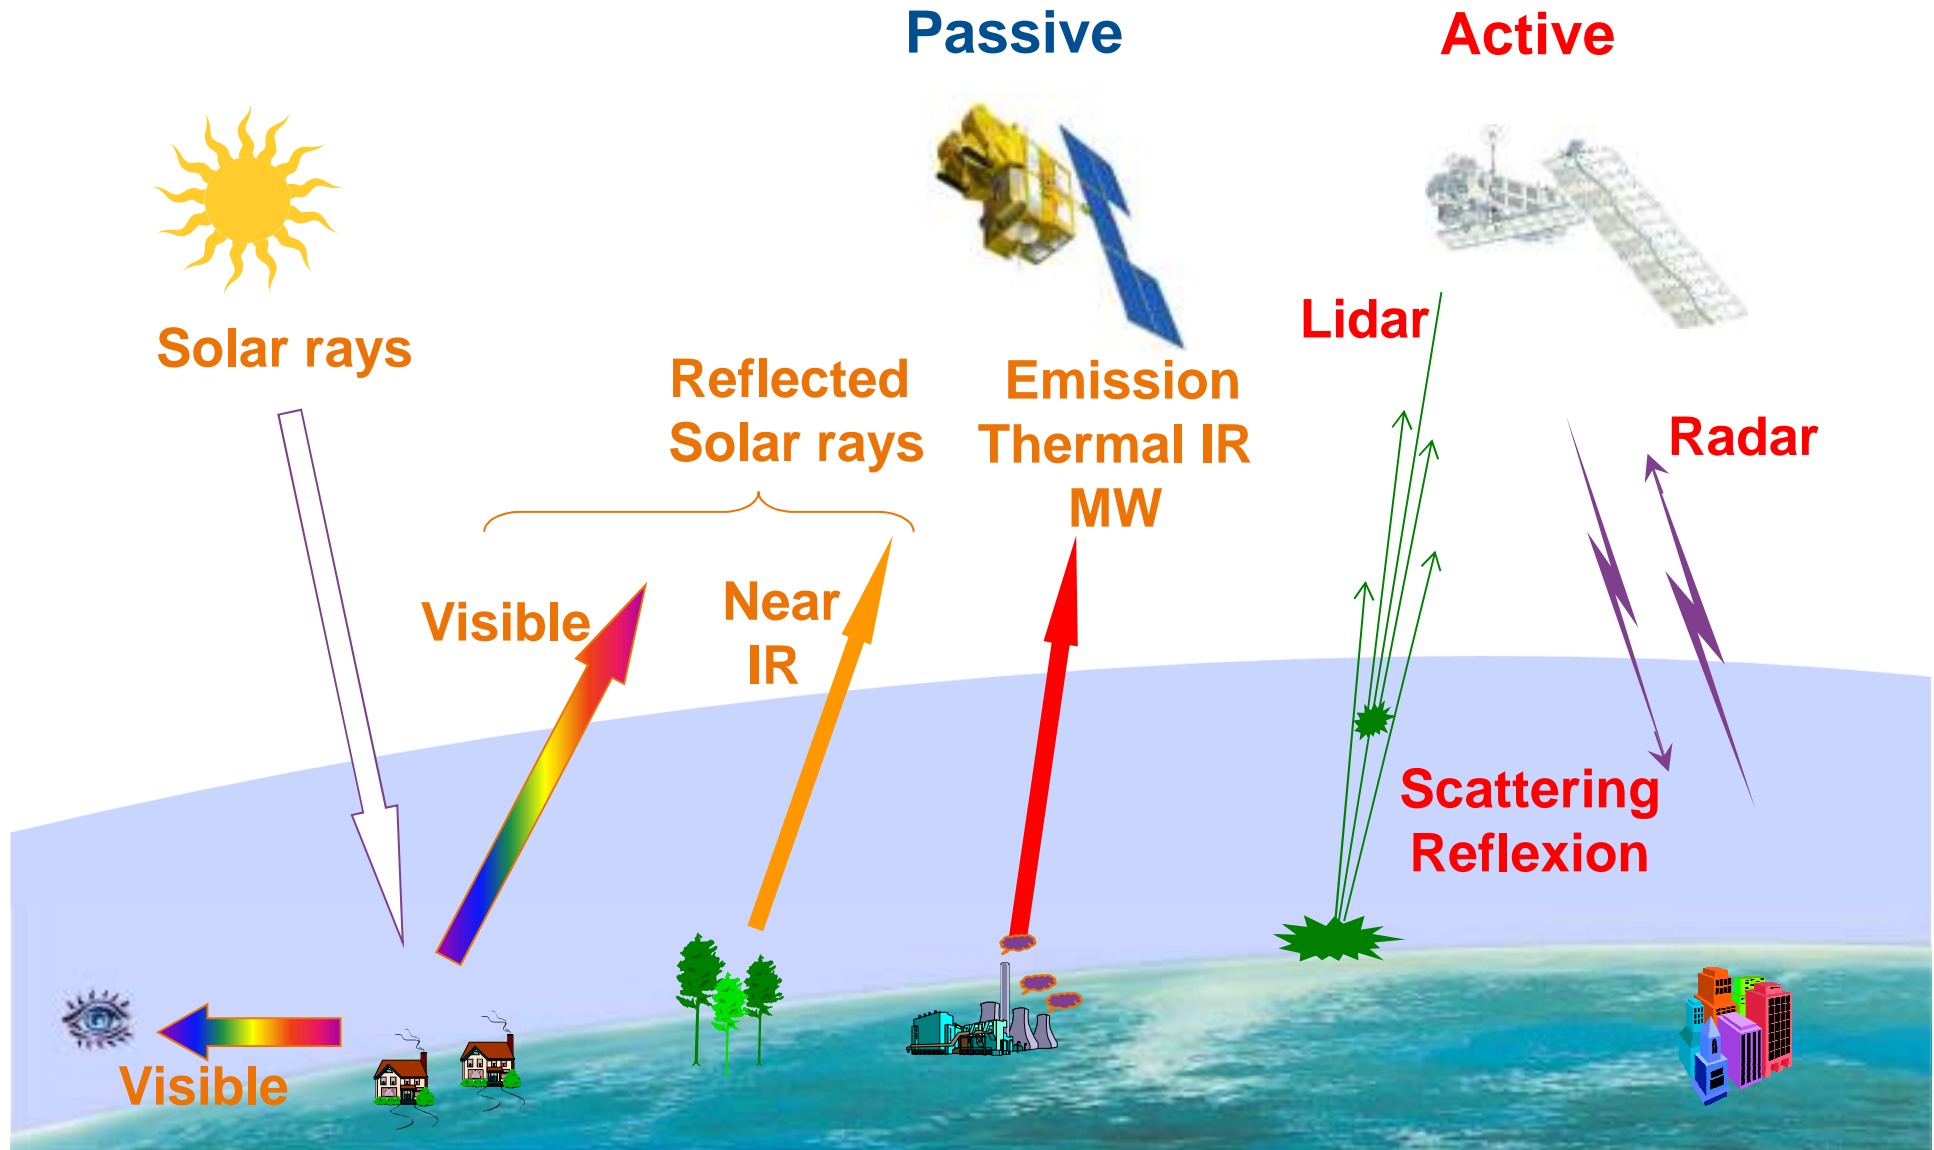 Passive
Active
Solar rays
Reflected
Solar rays
Emission
Thermal IR
MW
Lidar
Radar
Visible
Near
IR
Scattering
Reflexion
Visible